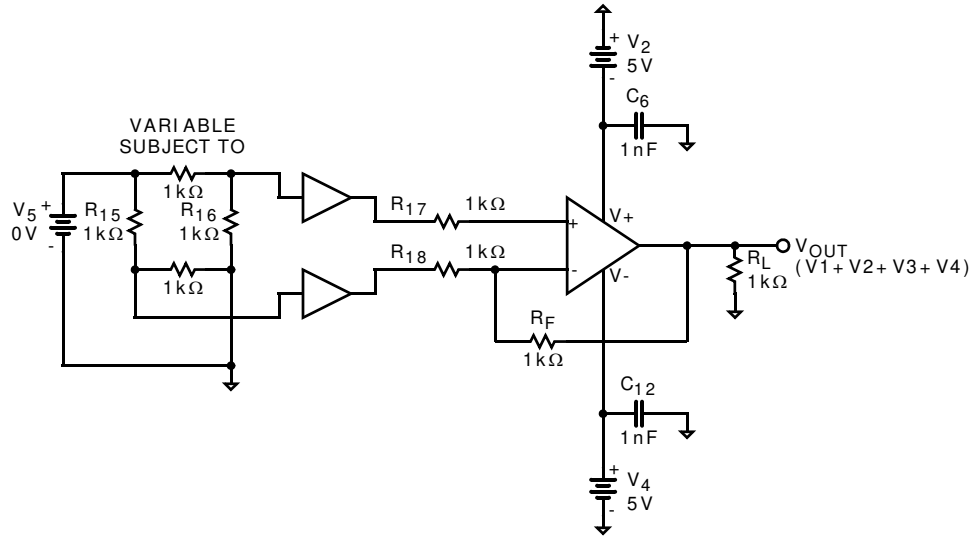 + V2
5V
-
C6
1nF
VARIABLE
SUBJECT TO
1kΩ
V5 +
0V
-
R15
1kΩ
R16
1kΩ
1kΩ
R17 1kΩ
R18 1kΩ
+
-
V+
V-
VOUT
(V1+V2+V3+V4)
RL
1kΩ
RF
1kΩ
C12
1nF
+ V4
5V
-